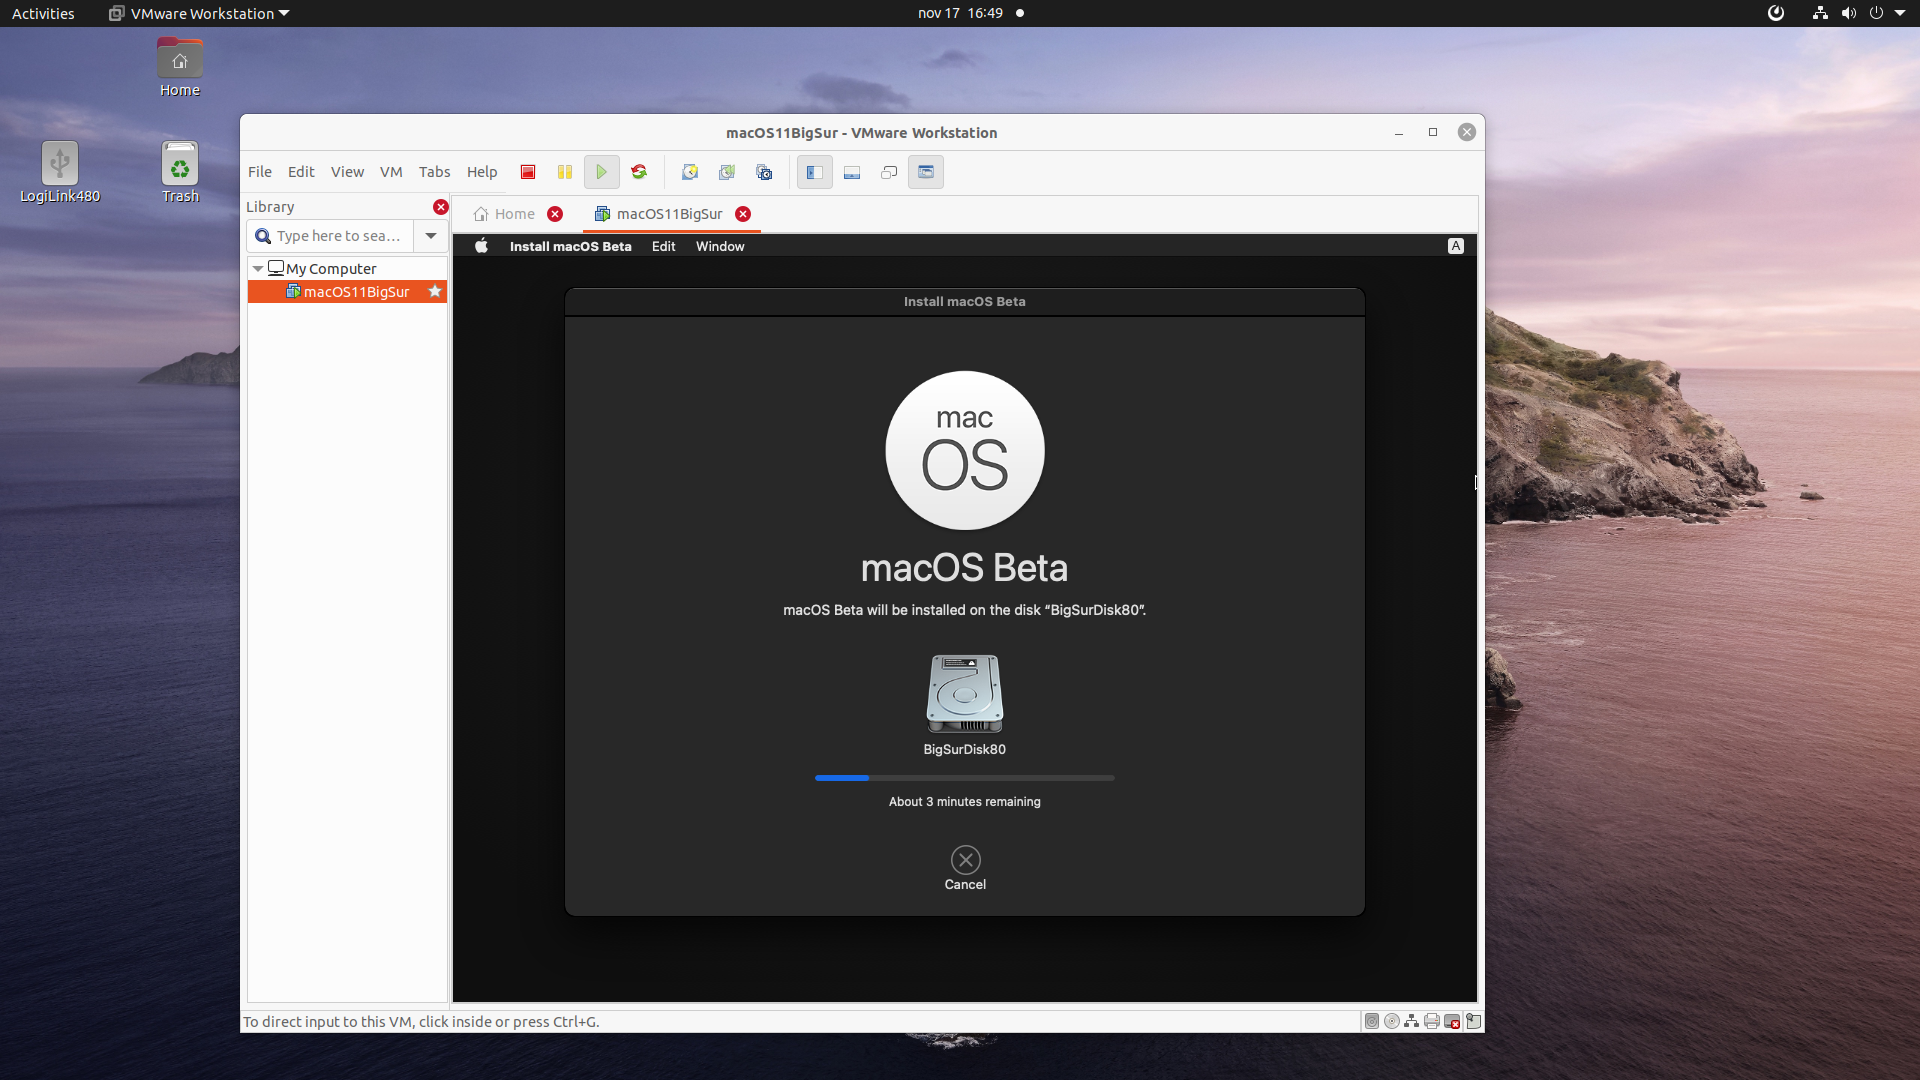 Activities
VMware Workstation
nov 17 16:49
Home
LogiLink480
Trash
macOS11BigSur - VMware Workstation
File Edit View VM Tabs Help
Library
Type here to sea...
My Computer
macOS11BigSur
Home
macOS11BigSur
Install macOS Beta Edit Window
A
Install macOS Beta
mac
OS
macOS Beta
macOS Beta will be installed on the disk “BigSurDisk80”.
BigSurDisk80
About 3 minutes remaining
Cancel
To direct input to this VM, click inside or press Ctrl+G.